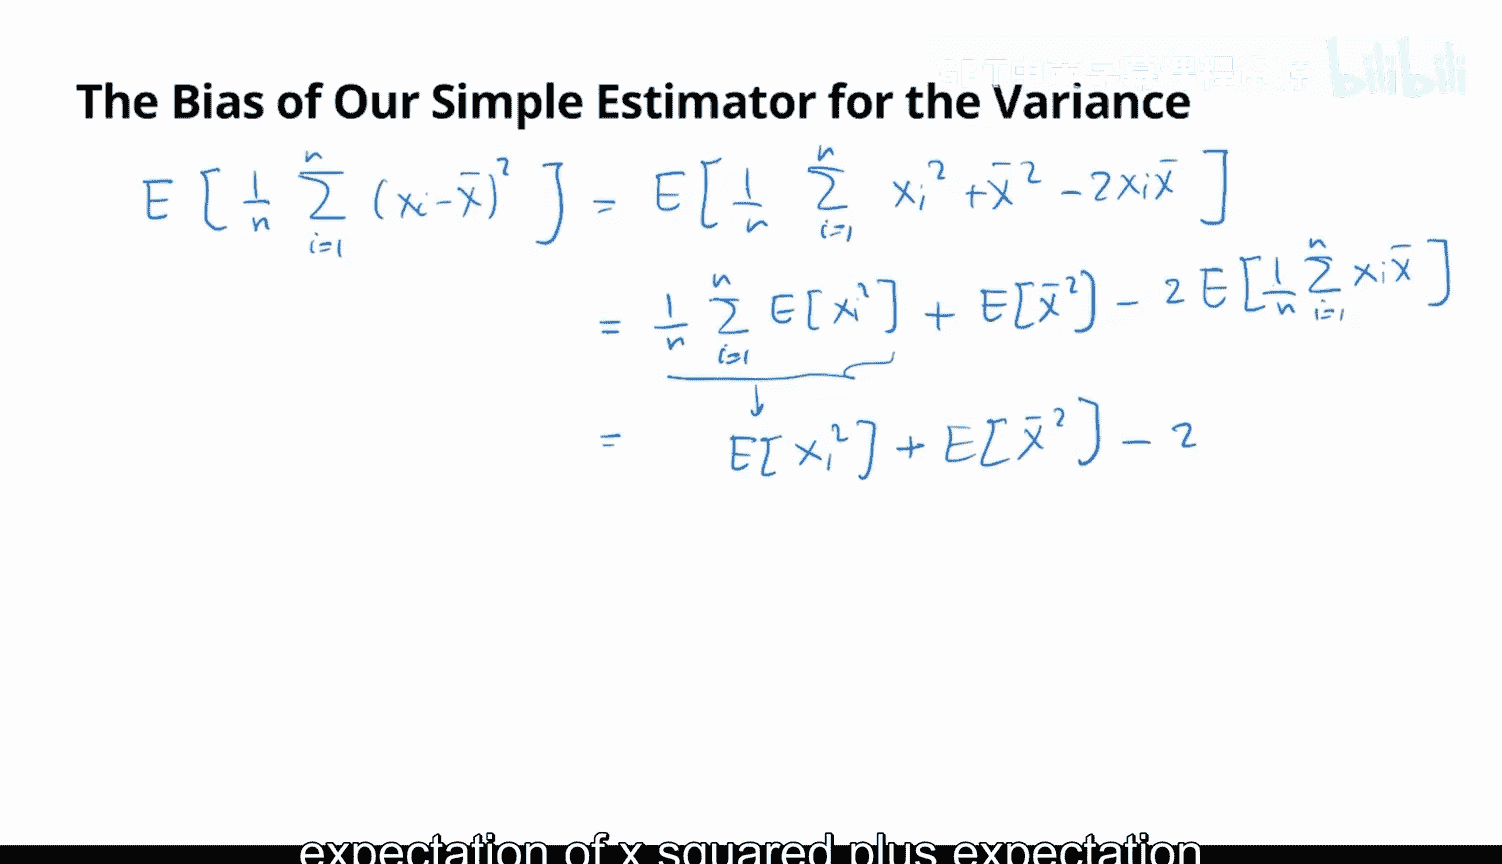 bilibili
The Bias of Our Simple Estimator for the Variance
E [ 1/n Σ_{i=1}^{n} (x_i - x̄)² ] = E [ 1/n Σ_{i=1}^{n} x_i² + x̄² - 2x_i x̄ ]
= 1/n Σ_{i=1}^{n} E[x_i²] + E[x̄²] - 2 E [ 1/n Σ_{i=1}^{n} x_i x̄ ]
↓
= E[x_i²] + E[x̄²] - 2
expectation of x squared plus expectation